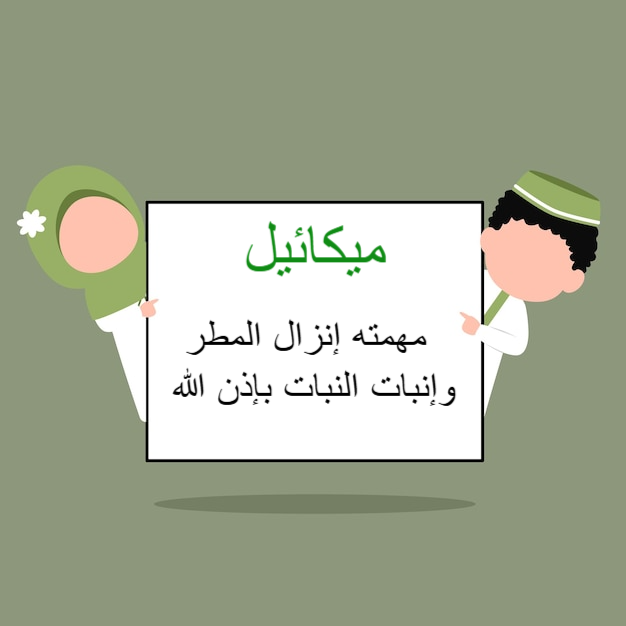 ميكائيل
مهمته إنزال المطر
وإنبات النبات بإذن الله